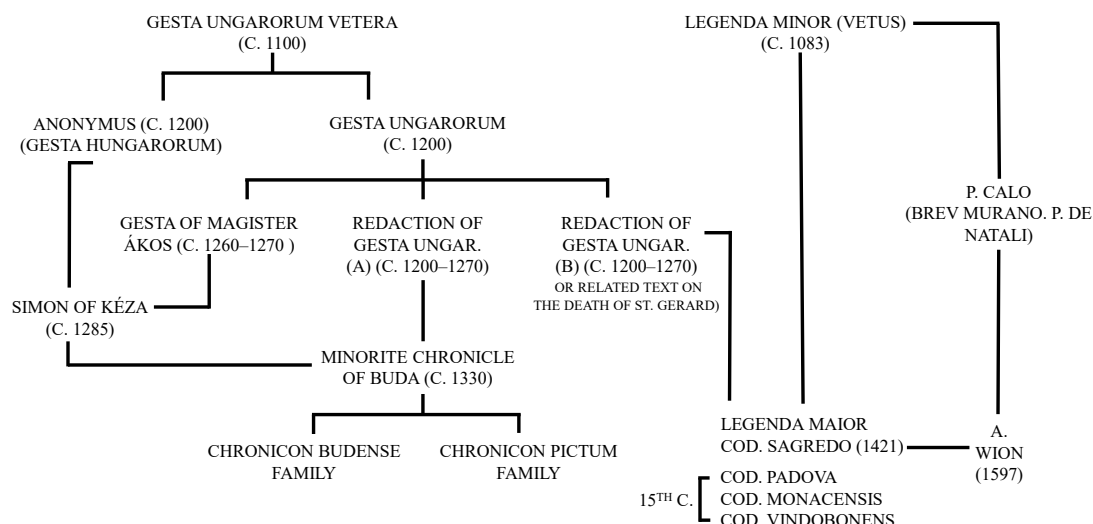 GESTA UNGARORUM VETERA
(C. 1100)
LEGENDA MINOR (VETUS)
(C. 1083)
ANONYMUS (C. 1200)
(GESTA HUNGARORUM)
GESTA UNGARORUM
(C. 1200)
P. CALO
(BREV MURANO. P. DE
NATALI)
GESTA OF MAGISTER
ÁKOS (C. 1260–1270 )
REDACTION OF
GESTA UNGAR.
(A) (C. 1200–1270)
REDACTION OF
GESTA UNGAR.
(B) (C. 1200–1270)
OR RELATED TEXT ON
THE DEATH OF ST. GERARD)
SIMON OF KÉZA
(C. 1285)
MINORITE CHRONICLE
OF BUDA (C. 1330)
CHRONICON BUDENSE
FAMILY
CHRONICON PICTUM
FAMILY
LEGENDA MAIOR
COD. SAGREDO (1421)
A.
WION
(1597)
15TH C.
COD. PADOVA
COD. MONACENSIS
COD. VINDOBONENS